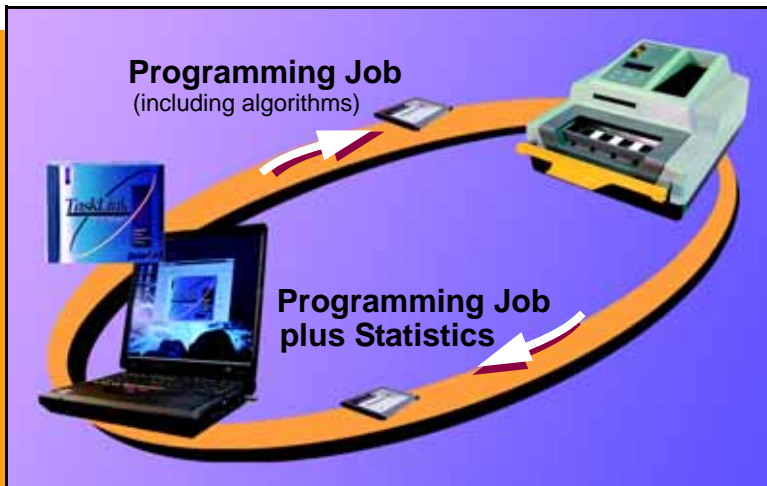 Programming Job
(including algorithms)
TaskLink
Programming Job
plus Statistics